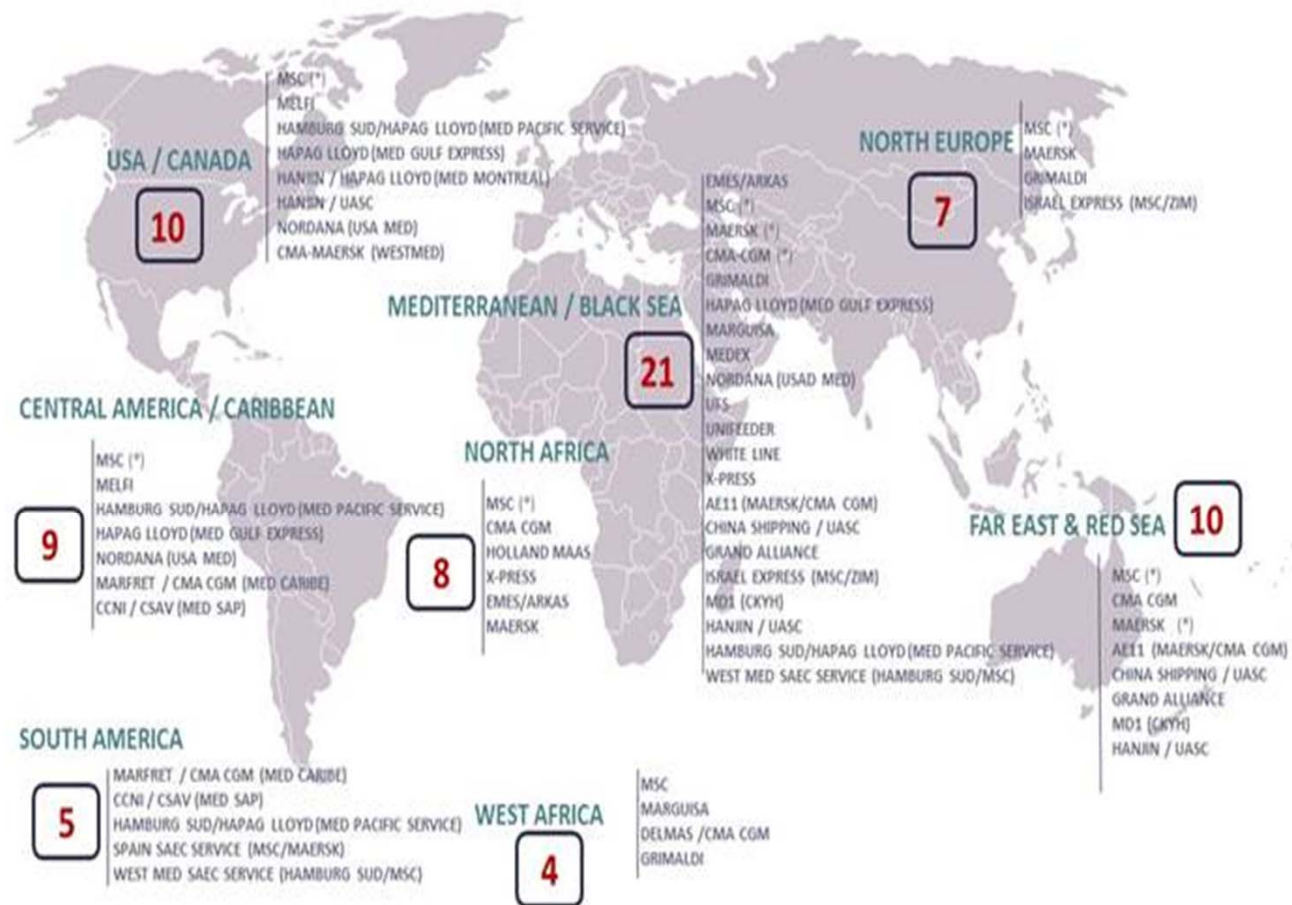 USA / CANADA
10
MSC (*)
MELFI
HAMBURG SUD/HAPAG LLOYD (MED PACIFIC SERVICE)
HAPAG LLOYD (MED GULF EXPRESS)
HANJIN / HAPAG LLOYD (MED MONTREAL)
HANJIN / UASC
NORDANA (USA MED)
CMA-MAERSK (WESTMED)
NORTH EUROPE
7
MSC (*)
MAERSK
GRIMALDI
ISRAEL EXPRESS (MSC/ZIM)
MEDITERRANEAN / BLACK SEA
21
EMES/ARKAS
MSC (*)
MAERSK (*)
CMA-CGM (*)
GRIMALDI
HAPAG LLOYD (MED GULF EXPRESS)
MARGUISA
MEDEX
NORDANA (USAD MED)
UFS
UNIFEEDER
WHITE LINE
X-PRESS
AE11 (MAERSK/CMA CGM)
CHINA SHIPPING / UASC
GRAND ALLIANCE
ISRAEL EXPRESS (MSC/ZIM)
MD1 (CKYH)
HANJIN / UASC
HAMBURG SUD/HAPAG LLOYD (MED PACIFIC SERVICE)
WEST MED SAEC SERVICE (HAMBURG SUD/MSC)
CENTRAL AMERICA / CARIBBEAN
9
MSC (*)
MELFI
HAMBURG SUD/HAPAG LLOYD (MED PACIFIC SERVICE)
HAPAG LLOYD (MED GULF EXPRESS)
NORDANA (USA MED)
MARFRET / CMA CGM (MED CARIBE)
CCNI / CSAV (MED SAP)
NORTH AFRICA
8
MSC (*)
CMA CGM
HOLLAND MAAS
X-PRESS
EMES/ARKAS
MAERSK
FAR EAST & RED SEA
10
MSC (*)
CMA CGM
MAERSK (*)
AE11 (MAERSK/CMA CGM)
CHINA SHIPPING / UASC
GRAND ALLIANCE
MD1 (CKYH)
HANJIN / UASC
SOUTH AMERICA
5
MARFRET / CMA CGM (MED CARIBE)
CCNI / CSAV (MED SAP)
HAMBURG SUD/HAPAG LLOYD (MED PACIFIC SERVICE)
SPAIN SAEC SERVICE (MSC/MAERSK)
WEST MED SAEC SERVICE (HAMBURG SUD/MSC)
WEST AFRICA
4
MSC
MARGUISA
DELMAS /CMA CGM
GRIMALDI